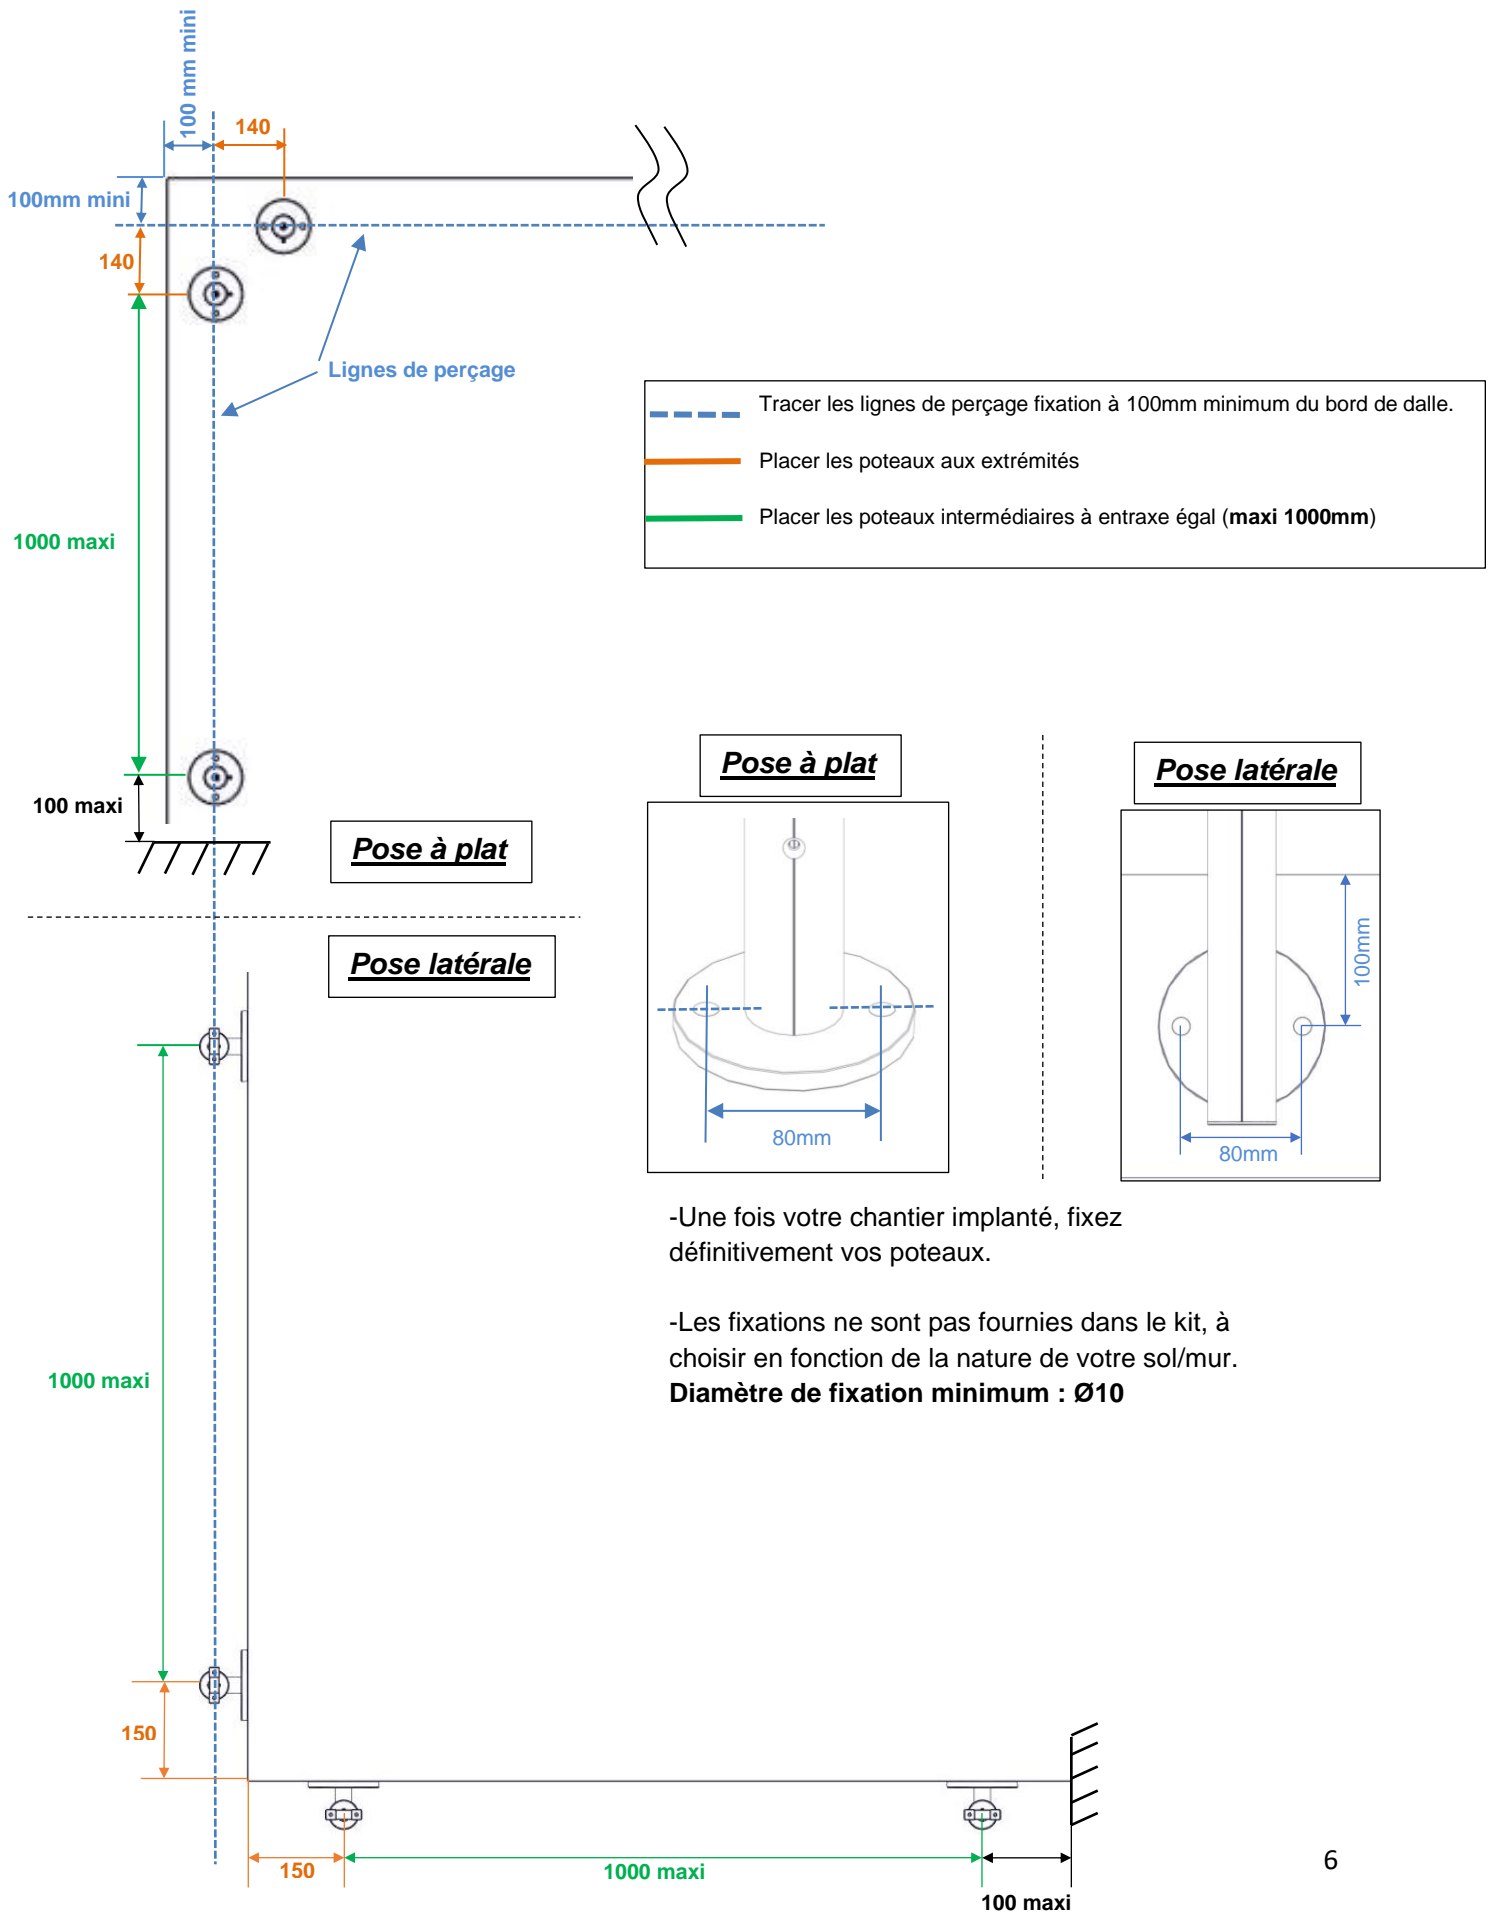 100 mm mini
140
100mm mini
140
Lignes de perçage
Tracer les lignes de perçage fixation à 100mm minimum du bord de dalle.
Placer les poteaux aux extrémités
Placer les poteaux intermédiaires à entraxe égal (maxi 1000mm)
1000 maxi
100 maxi
Pose à plat
Pose latérale
Pose à plat
80mm
Pose latérale
100mm
80mm
-Une fois votre chantier implanté, fixez
définitivement vos poteaux.
-Les fixations ne sont pas fournies dans le kit, à
choisir en fonction de la nature de votre sol/mur.
Diamètre de fixation minimum : Ø10
1000 maxi
150
150
1000 maxi
100 maxi
6